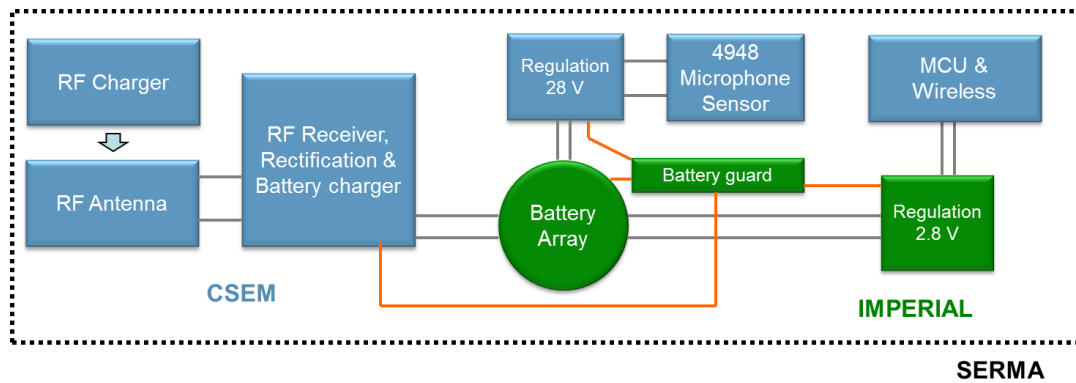 RF Charger
RF Antenna
RF Receiver,
Rectification &
Battery charger
Regulation
28 V
4948
Microphone
Sensor
MCU &
Wireless
Battery guard
Battery
Array
Regulation
2.8 V
CSEM
IMPERIAL
SERMA